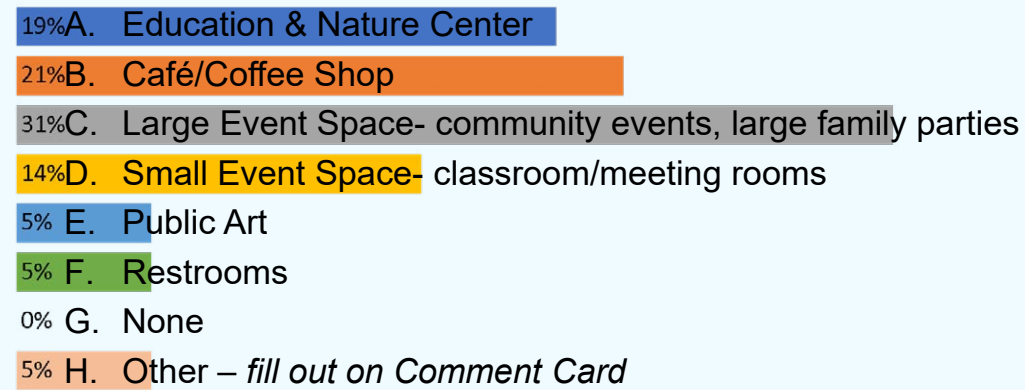 19% A. Education & Nature Center
21% B. Café/Coffee Shop
31% C. Large Event Space- community events, large family parties
14% D. Small Event Space- classroom/meeting rooms
5% E. Public Art
5% F. Restrooms
0% G. None
5% H. Other – fill out on Comment Card